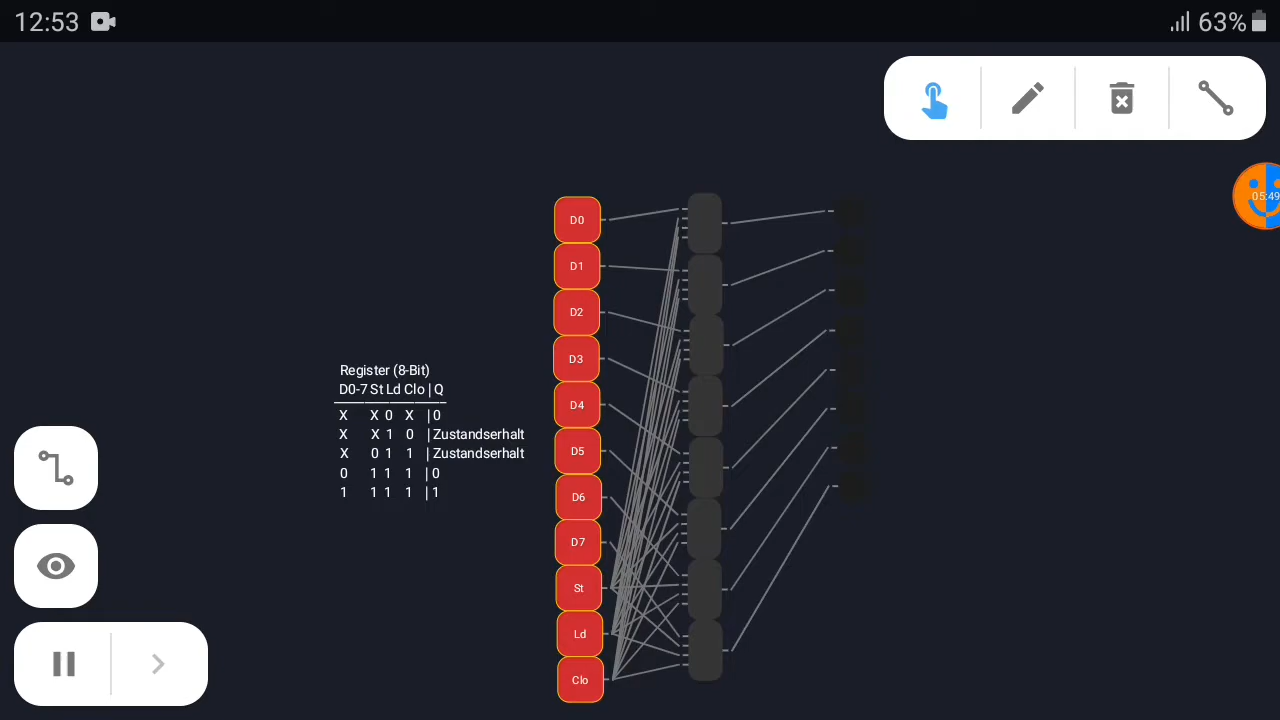 12:53
63%
05:49
D0
D1
D2
D3
D4
D5
D6
D7
St
Ld
Clo
Register (8-Bit)
D0-7 St Ld Clo | Q
X X 0 X | 0
X X 1 0 | Zustandserhalt
X 0 1 1 | Zustandserhalt
0 1 1 1 | 0
1 1 1 1 | 1